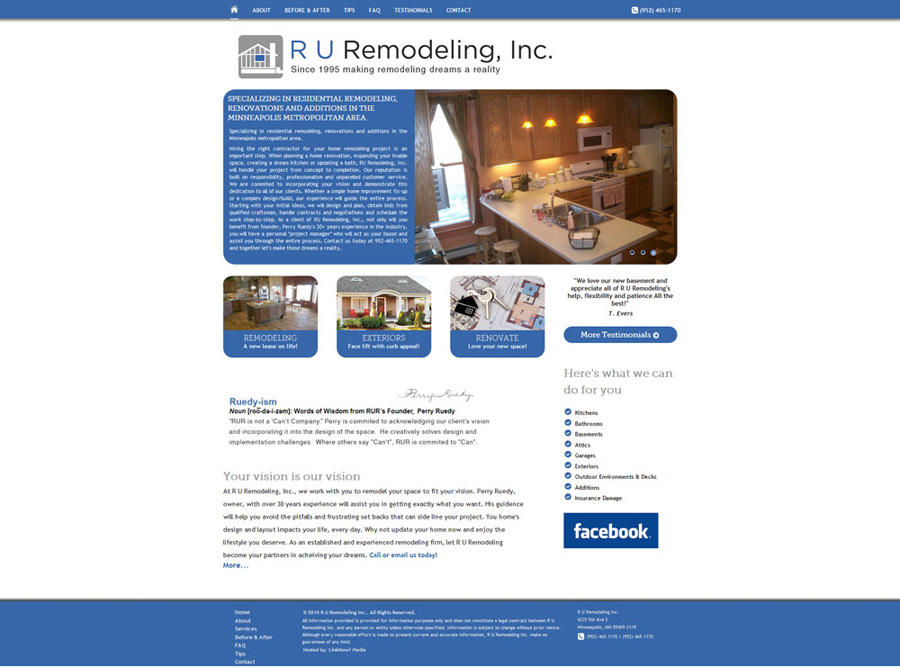 ABOUT BEFORE & AFTER TIPS FAQ TESTIMONIALS CONTACT (952) 465-1170
R U Remodeling, Inc.
Since 1995 making remodeling dreams a reality
SPECIALIZING IN RESIDENTIAL REMODELING,
RENOVATIONS AND ADDITIONS IN THE
MINNEAPOLIS METROPOLITAN AREA.
Specializing in residential remodeling, renovations and additions in the
Minneapolis metropolitan area.
Hiring the right contractor for your home remodeling project is an
important step. When planning a home renovation, expanding your livable
space, creating a dream kitchen or updating a bath, RU Remodeling, Inc.
will handle your project from concept to completion. Our reputation is
built on responsibility, professionalism and unparalled customer service.
We are commited to incorporating your vision and demonstrate this
dedication to all of our clients. Whether a simple home improvement fix-up
or a complex design/build, our experience will guide the entire process.
Starting with your initial ideas, we will design and plan, obtain bids from
qualified craftsman, handle contracts and negotiations and schedule the
work step-by-step. As a client of RU Remodeling, Inc., not only will you
benefit from founder, Perry Ruedy's 30+ years experience in the industry,
you will have a personal "project manager" who will act as your liason and
assist you through the entire process. Contact us today at 952-465-1170
and together let's make those dreams a reality.
REMODELING
A new lease on life!
EXTERIORS
Face lift with curb appeal!
RENOVATE
Love your new space!
"We love our new basement and
appreciate all of R U Remodeling's
help, flexibility and patience All the
best!"
T. Evers
More Testimonials
Here's what we can
do for you
Kitchens
Bathrooms
Basements
Attics
Garages
Exteriors
Outdoor Environments & Decks
Additions
Insurance Damage
facebook
Perry Ruedy
Ruedy-ism
Noun [roo-da-i-zam]: Words of Wisdom from RUR's Founder, Perry Ruedy
"RUR is not a 'Can't Company.' Perry is commited to acknowledging our client's vision
and incorporating it into the design of the space. He creatively solves design and
implementation challenges. Where others say "Can't", RUR is commited to "Can".
Your vision is our vision
At R U Remodeling, Inc., we work with you to remodel your space to fit your vision. Perry Ruedy,
owner, with over 30 years experience will assist you in getting exactly what you want. His guidence
will help you avoid the pitfalls and frustrating set backs that can side line your project. You home's
design and layout impacts your life, every day. Why not update your home now and enjoy the
lifestyle you deserve. As an established and experienced remodeling firm, let R U Remodeling
become your partners in acheiving your dreams. Call or email us today!
More...
Home
About
Services
Before & After
FAQ
Tips
Contact
© 2010 R U Remodeling Inc.. All Rights Reserved.
All information provided is provided for information purposes only and does not constitute a legal contract between R U
Remodeling Inc. and any person or entity unless otherwise specified. Information is subject to change without prior notice.
Although every reasonable effort is made to present current and accurate information, R U Remodeling Inc. make no
guarantees of any kind.
Hosted by: LinkNow! Media
R U Remodeling Inc.
4035 5th Ave S
Minneapolis, MN 55409-2119
(952) 465-1170 | (952) 465-1170